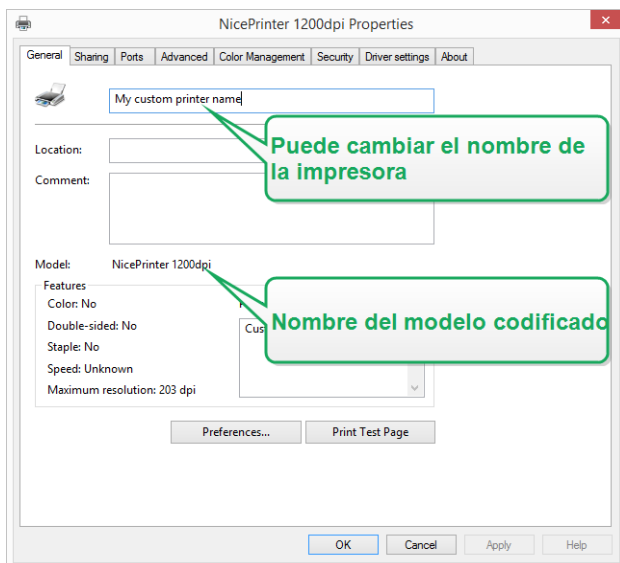 NicePrinter 1200dpi Properties
General Sharing Ports Advanced Color Management Security Driver settings About
My custom printer name
Puede cambiar el nombre de
la impresora
Location:
Comment:
Model: NicePrinter 1200dpi
Features
Color: No
Nombre del modelo codificado
Double-sided: No
Staple: No
Speed: Unknown
Maximum resolution: 203 dpi
Preferences... Print Test Page
OK Cancel Apply Help